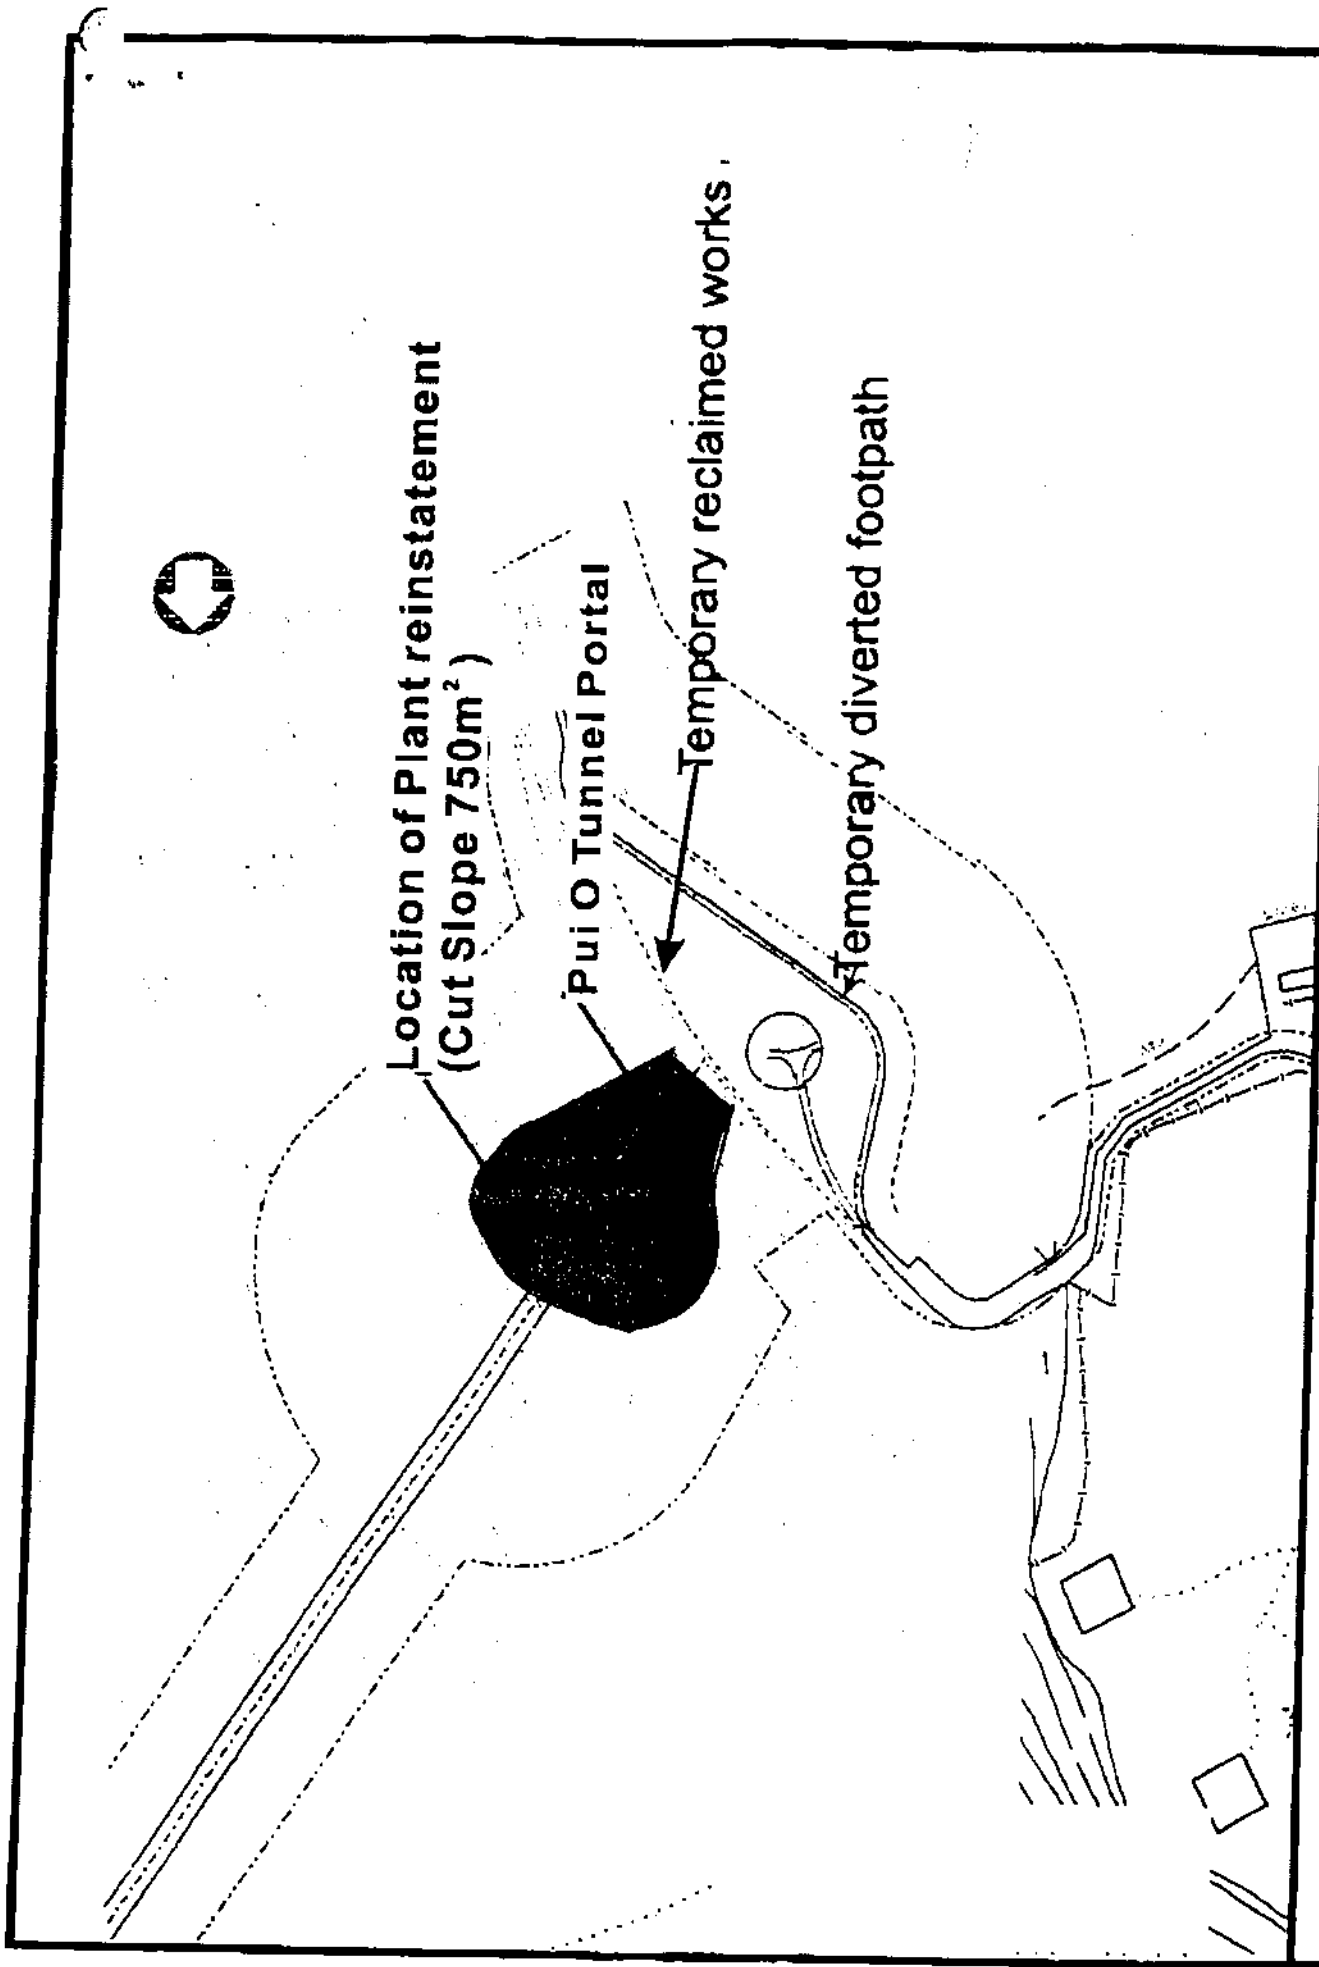 Location of Plant reinstatement
(Cut Slope 750m²)
Pui O Tunnel Portal
Temporary reclaimed works
Temporary diverted footpath